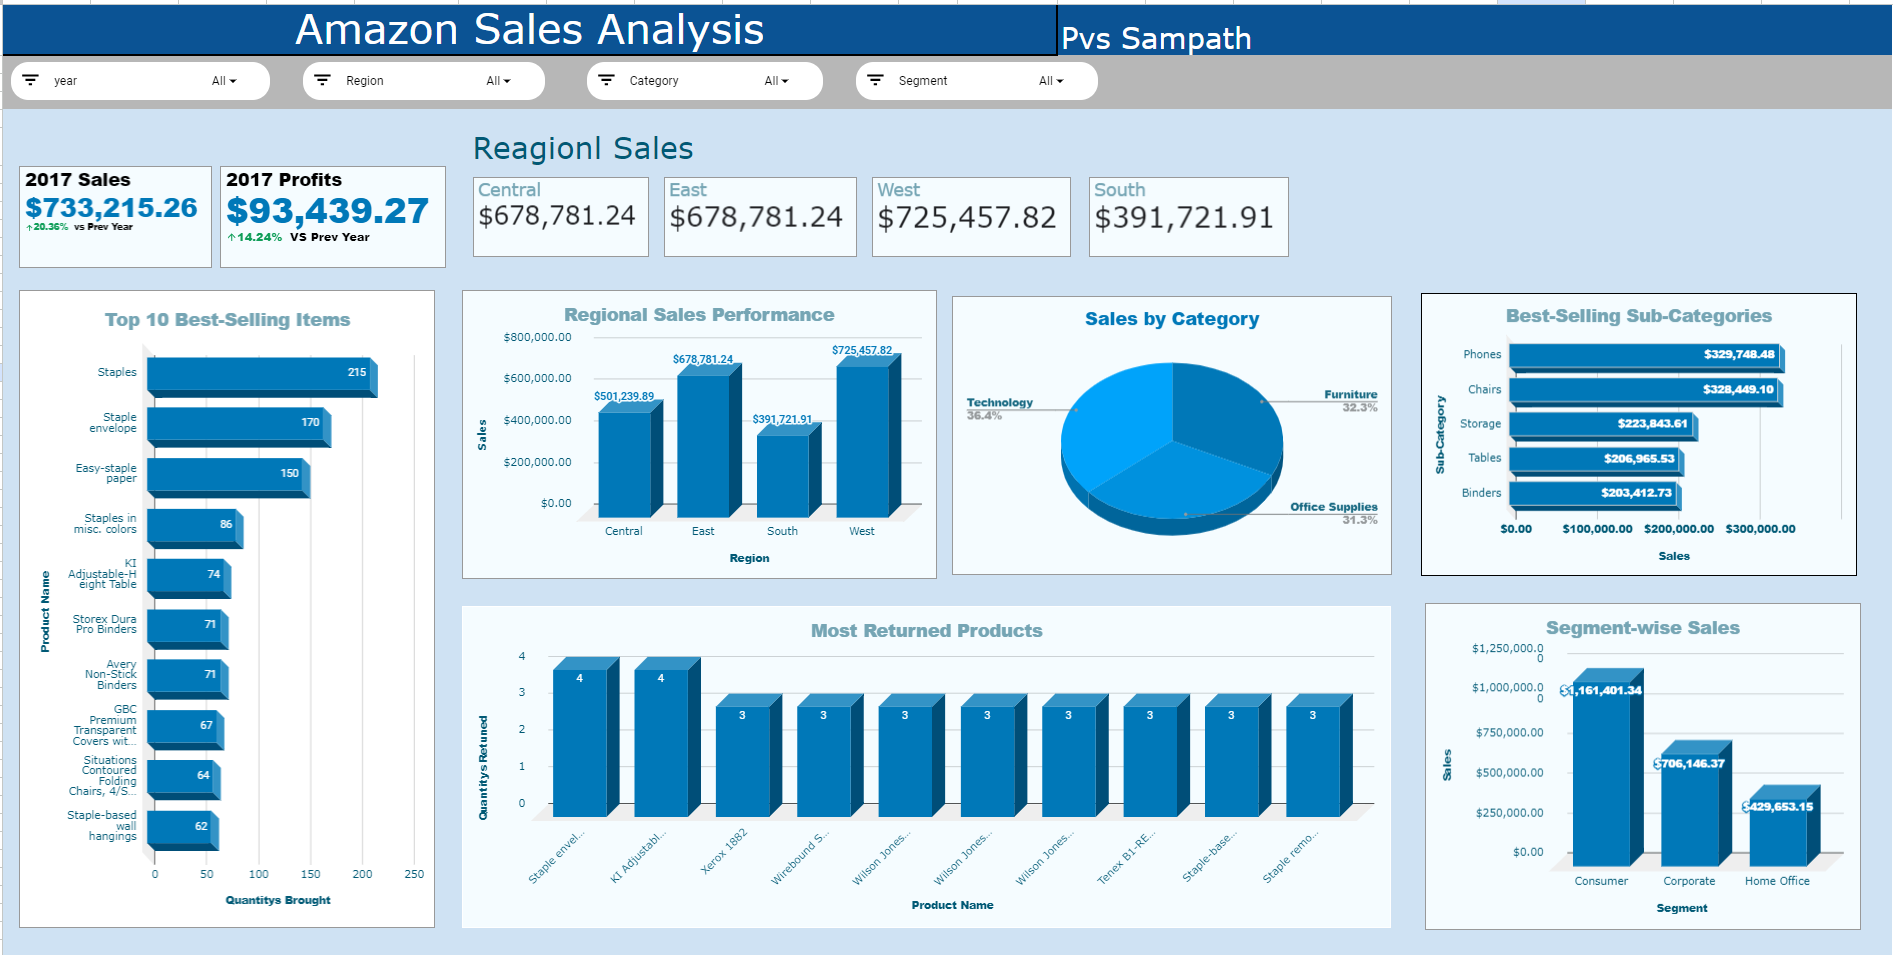 Amazon Sales Analysis
Pvs Sampath
year All
Region All
Category All
Segment All
Reagionl Sales
2017 Sales
$733,215.26
↑20.36% vs Prev Year
2017 Profits
$93,439.27
↑14.24% VS Prev Year
Central
$678,781.24
East
$678,781.24
West
$725,457.82
South
$391,721.91
Top 10 Best-Selling Items
Product Name
Staples
215
Staple
envelope
170
Easy-staple
paper
150
Staples in
misc. colors
86
KI
Adjustable-H
eight Table
74
Storex Dura
Pro Binders
71
Avery
Non-Stick
Binders
71
GBC
Premium
Transparent
Covers wit...
67
Situations
Contoured
Folding
Chairs, 4/S...
64
Staple-based
wall
hangings
62
0 50 100 150 200 250
Quantitys Brought
Regional Sales Performance
Sales
$800,000.00
$600,000.00
$400,000.00
$200,000.00
$0.00
$501,239.89
$678,781.24
$391,721.91
$725,457.82
Central East South West
Region
Sales by Category
Technology
36.4%
Furniture
32.3%
Office Supplies
31.3%
Best-Selling Sub-Categories
Sub-Category
Phones $329,748.48
Chairs $328,449.10
Storage $223,843.61
Tables $206,965.53
Binders $203,412.73
$0.00 $100,000.00 $200,000.00 $300,000.00
Sales
Most Returned Products
Quantitys Retuned
4
3
2
1
0
4 4 3 3 3 3 3 3 3 3
Staple envel...
KI Adjustabl...
Xerox 1882
Wirebound S...
Wilson Jones...
Wilson Jones...
Wilson Jones...
Tenex B1-RE...
Staple-base...
Staple remo...
Product Name
Segment-wise Sales
Sales
$1,250,000.0
0
$1,000,000.0
0
$750,000.00
$500,000.00
$250,000.00
$0.00
$1,161,401.34
$706,146.37
$429,653.15
Consumer Corporate Home Office
Segment